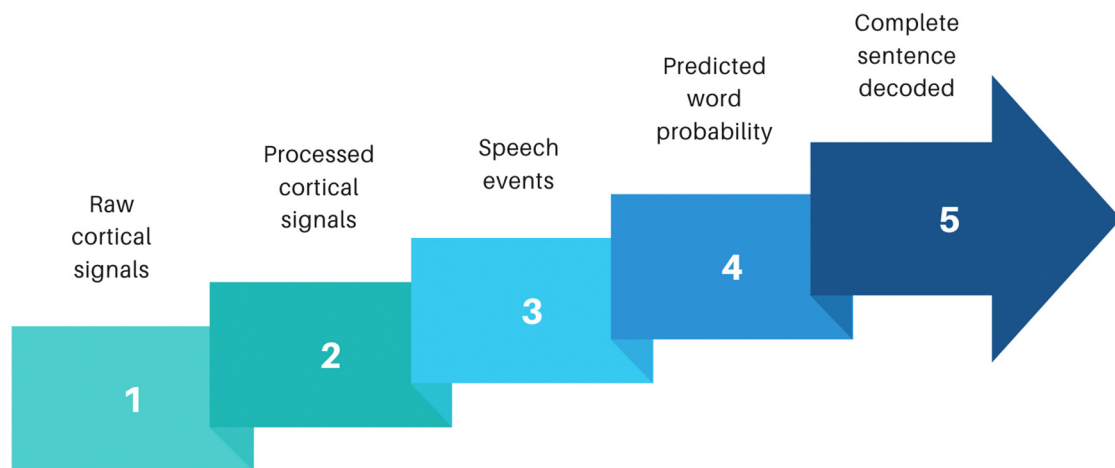 Raw
cortical
signals
1
Processed
cortical
signals
2
Speech
events
3
Predicted
word
probability
4
Complete
sentence
decoded
5